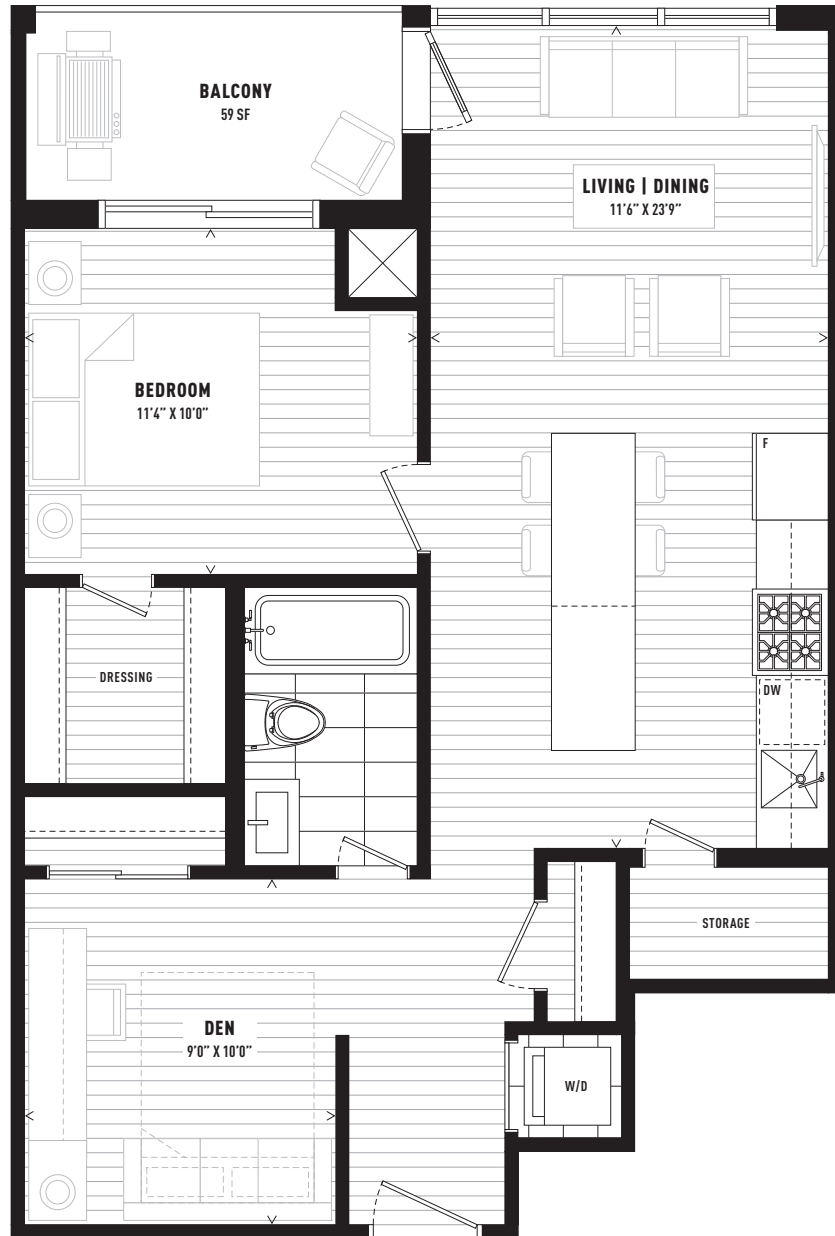 BALCONY
59 SF
LIVING | DINING
11'6" X 23'9"
BEDROOM
11'4" X 10'0"
F
DW
DRESSING
STORAGE
DEN
9'0" X 10'0"
W/D